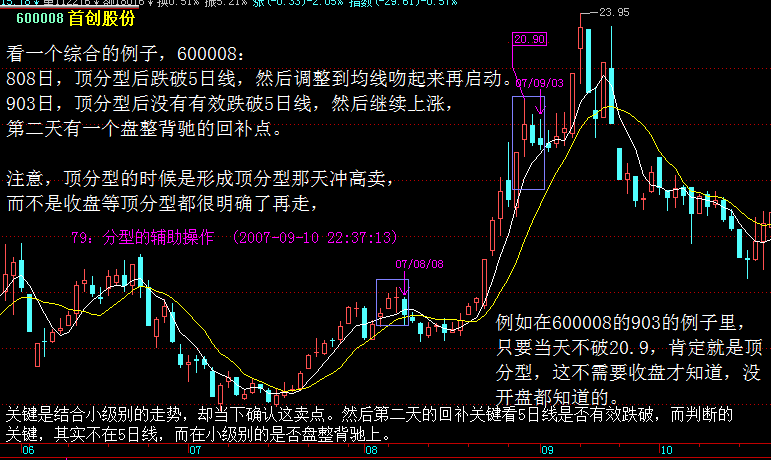 600008 首创股份
23.95
20.90
看一个综合的例子，600008：
808日，顶分型后跌破5日线，然后调整到均线吻起来再启动。
07/09/03
903日，顶分型后没有有效跌破5日线，然后继续上涨，
第二天有一个盘整背驰的回补点。
注意，顶分型的时候是形成顶分型那天冲高卖，
而不是收盘等顶分型都很明确了再走，
79：分型的辅助操作 （2007-09-10 22:37:13）
07/08/08
例如在600008的903的例子里，
只要当天不破20.9，肯定就是顶
分型，这不需要收盘才知道，没
开盘都知道的。
关键是结合小级别的走势，却当下确认这卖点。然后第二天的回补关键看5日线是否有效跌破，而判断的
关键，其实不在5日线，而在小级别的是否盘整背驰上。
06 07 08 09 10